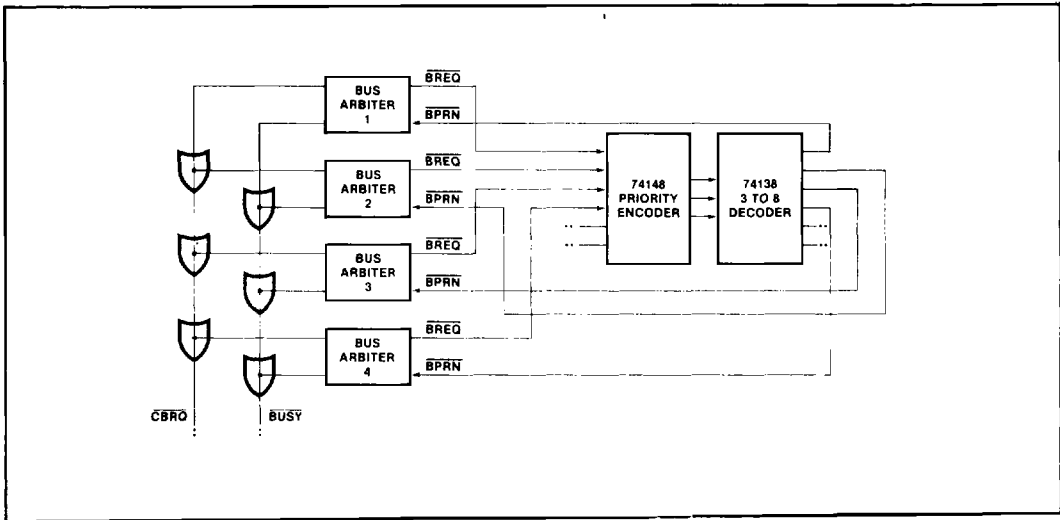 BUS
ARBITER
1
BREQ
BPRN
BUS
ARBITER
2
BREQ
BPRN
BUS
ARBITER
3
BREQ
BPRN
BUS
ARBITER
4
BREQ
BPRN
74148
PRIORITY
ENCODER
74138
3 TO 8
DECODER
CBRQ
BUSY